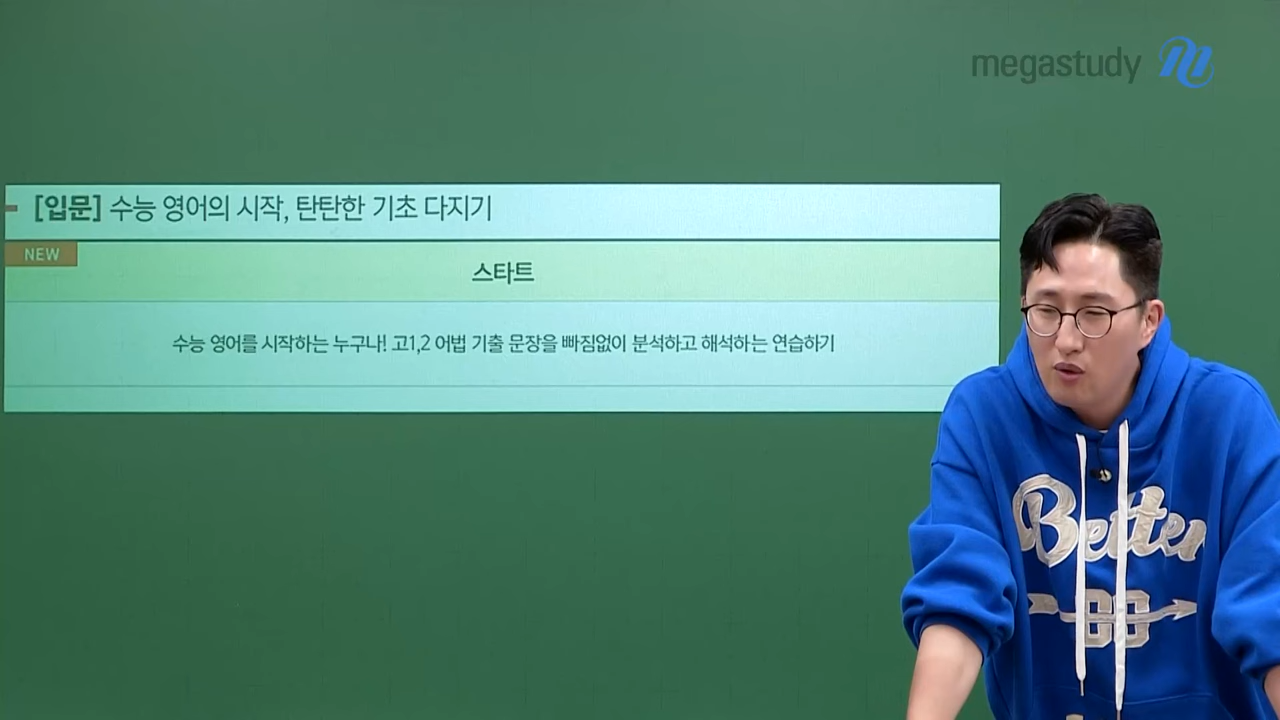 megastudy
[입문] 수능 영어의 시작, 탄탄한 기초 다지기
NEW
스타트
수능 영어를 시작하는 누구나! 고1,2 어법 기출 문장을 빠짐없이 분석하고 해석하는 연습하기
Better
CC